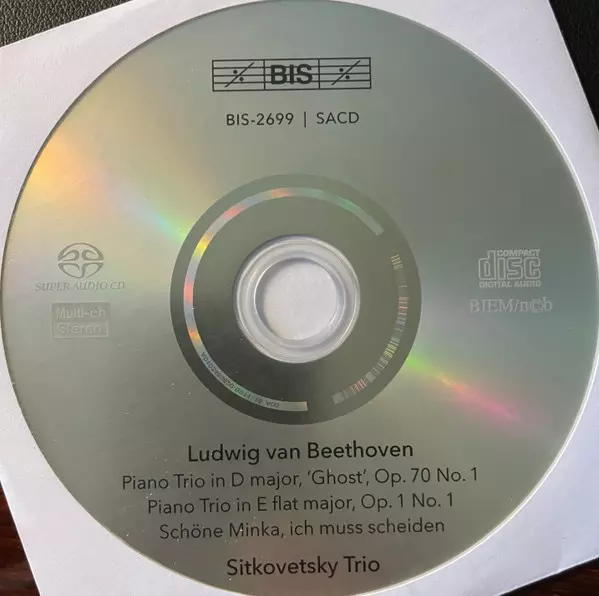 BIS
BIS-2699 | SACD
SUPER AUDIO CD
Multi-ch
Stereo
COMPACT
disc
DIGITAL AUDIO
BIEM/n©b
Ludwig van Beethoven
Piano Trio in D major, ‘Ghost’, Op. 70 No. 1
Piano Trio in E flat major, Op. 1 No. 1
Schöne Minka, ich muss scheiden
Sitkovetsky Trio